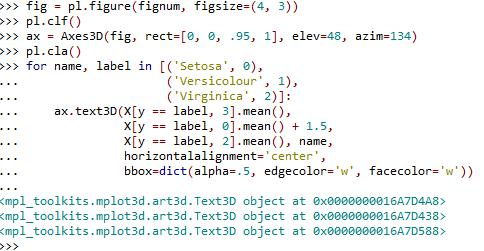 >>> fig = pl.figure(fignum, figsize=(4, 3))
>>> pl.clf()
>>> ax = Axes3D(fig, rect=[0, 0, .95, 1], elev=48, azim=134)
>>> pl.cla()
>>> for name, label in [('Setosa', 0),
...                     ('Versicolour', 1),
...                     ('Virginica', 2)]:
...     ax.text3D(X[y == label, 3].mean(),
...               X[y == label, 0].mean() + 1.5,
...               X[y == label, 2].mean(), name,
...               horizontalalignment='center',
...               bbox=dict(alpha=.5, edgecolor='w', facecolor='w'))
...
<mpl_toolkits.mplot3d.art3d.Text3D object at 0x0000000016A7D4A8>
<mpl_toolkits.mplot3d.art3d.Text3D object at 0x0000000016A7D438>
<mpl_toolkits.mplot3d.art3d.Text3D object at 0x0000000016A7D588>
>>>